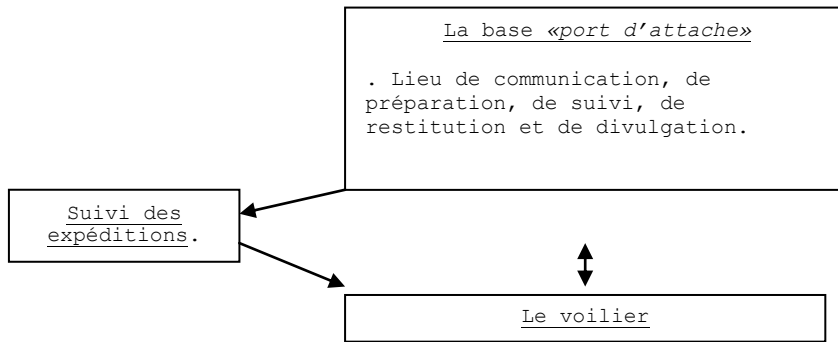 La base «port d’attache»
. Lieu de communication, de
préparation, de suivi, de
restitution et de divulgation.
Suivi des
expéditions.
Le voilier